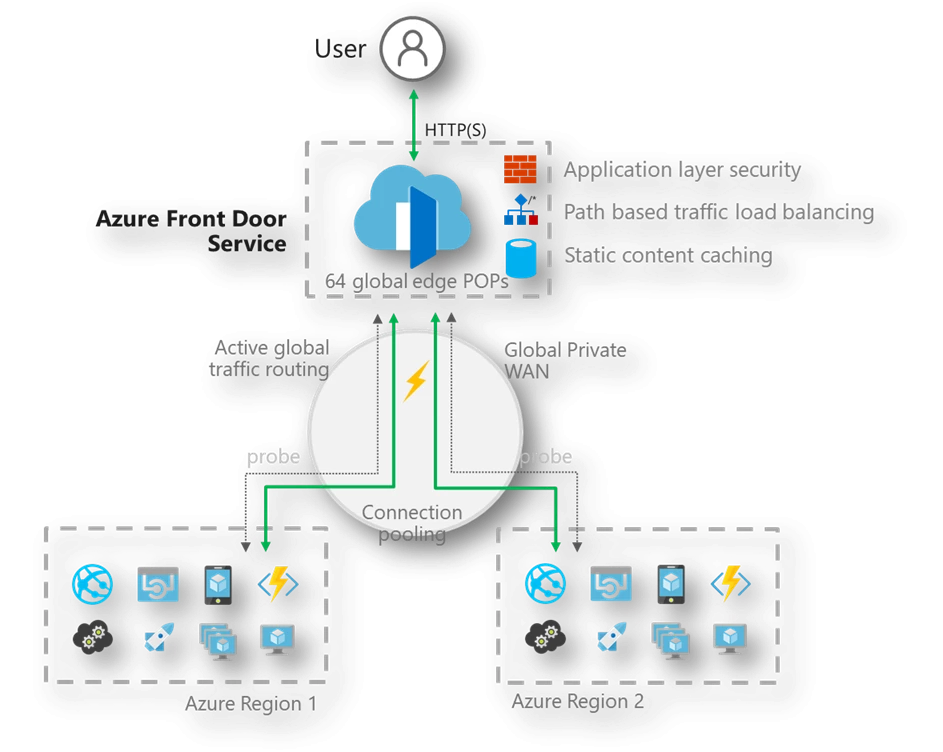 User
HTTP(S)
Application layer security
Azure Front Door
Service
Path based traffic load balancing
Static content caching
64 global edge POPs
Active global
traffic routing
Global Private
WAN
probe
probe
Connection
pooling
Azure Region 1
Azure Region 2